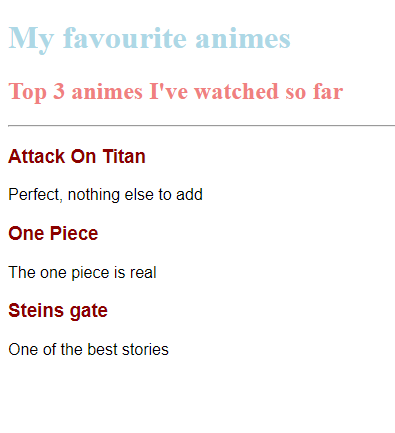 My favourite animes
Top 3 animes I've watched so far
Attack On Titan
Perfect, nothing else to add
One Piece
The one piece is real
Steins gate
One of the best stories